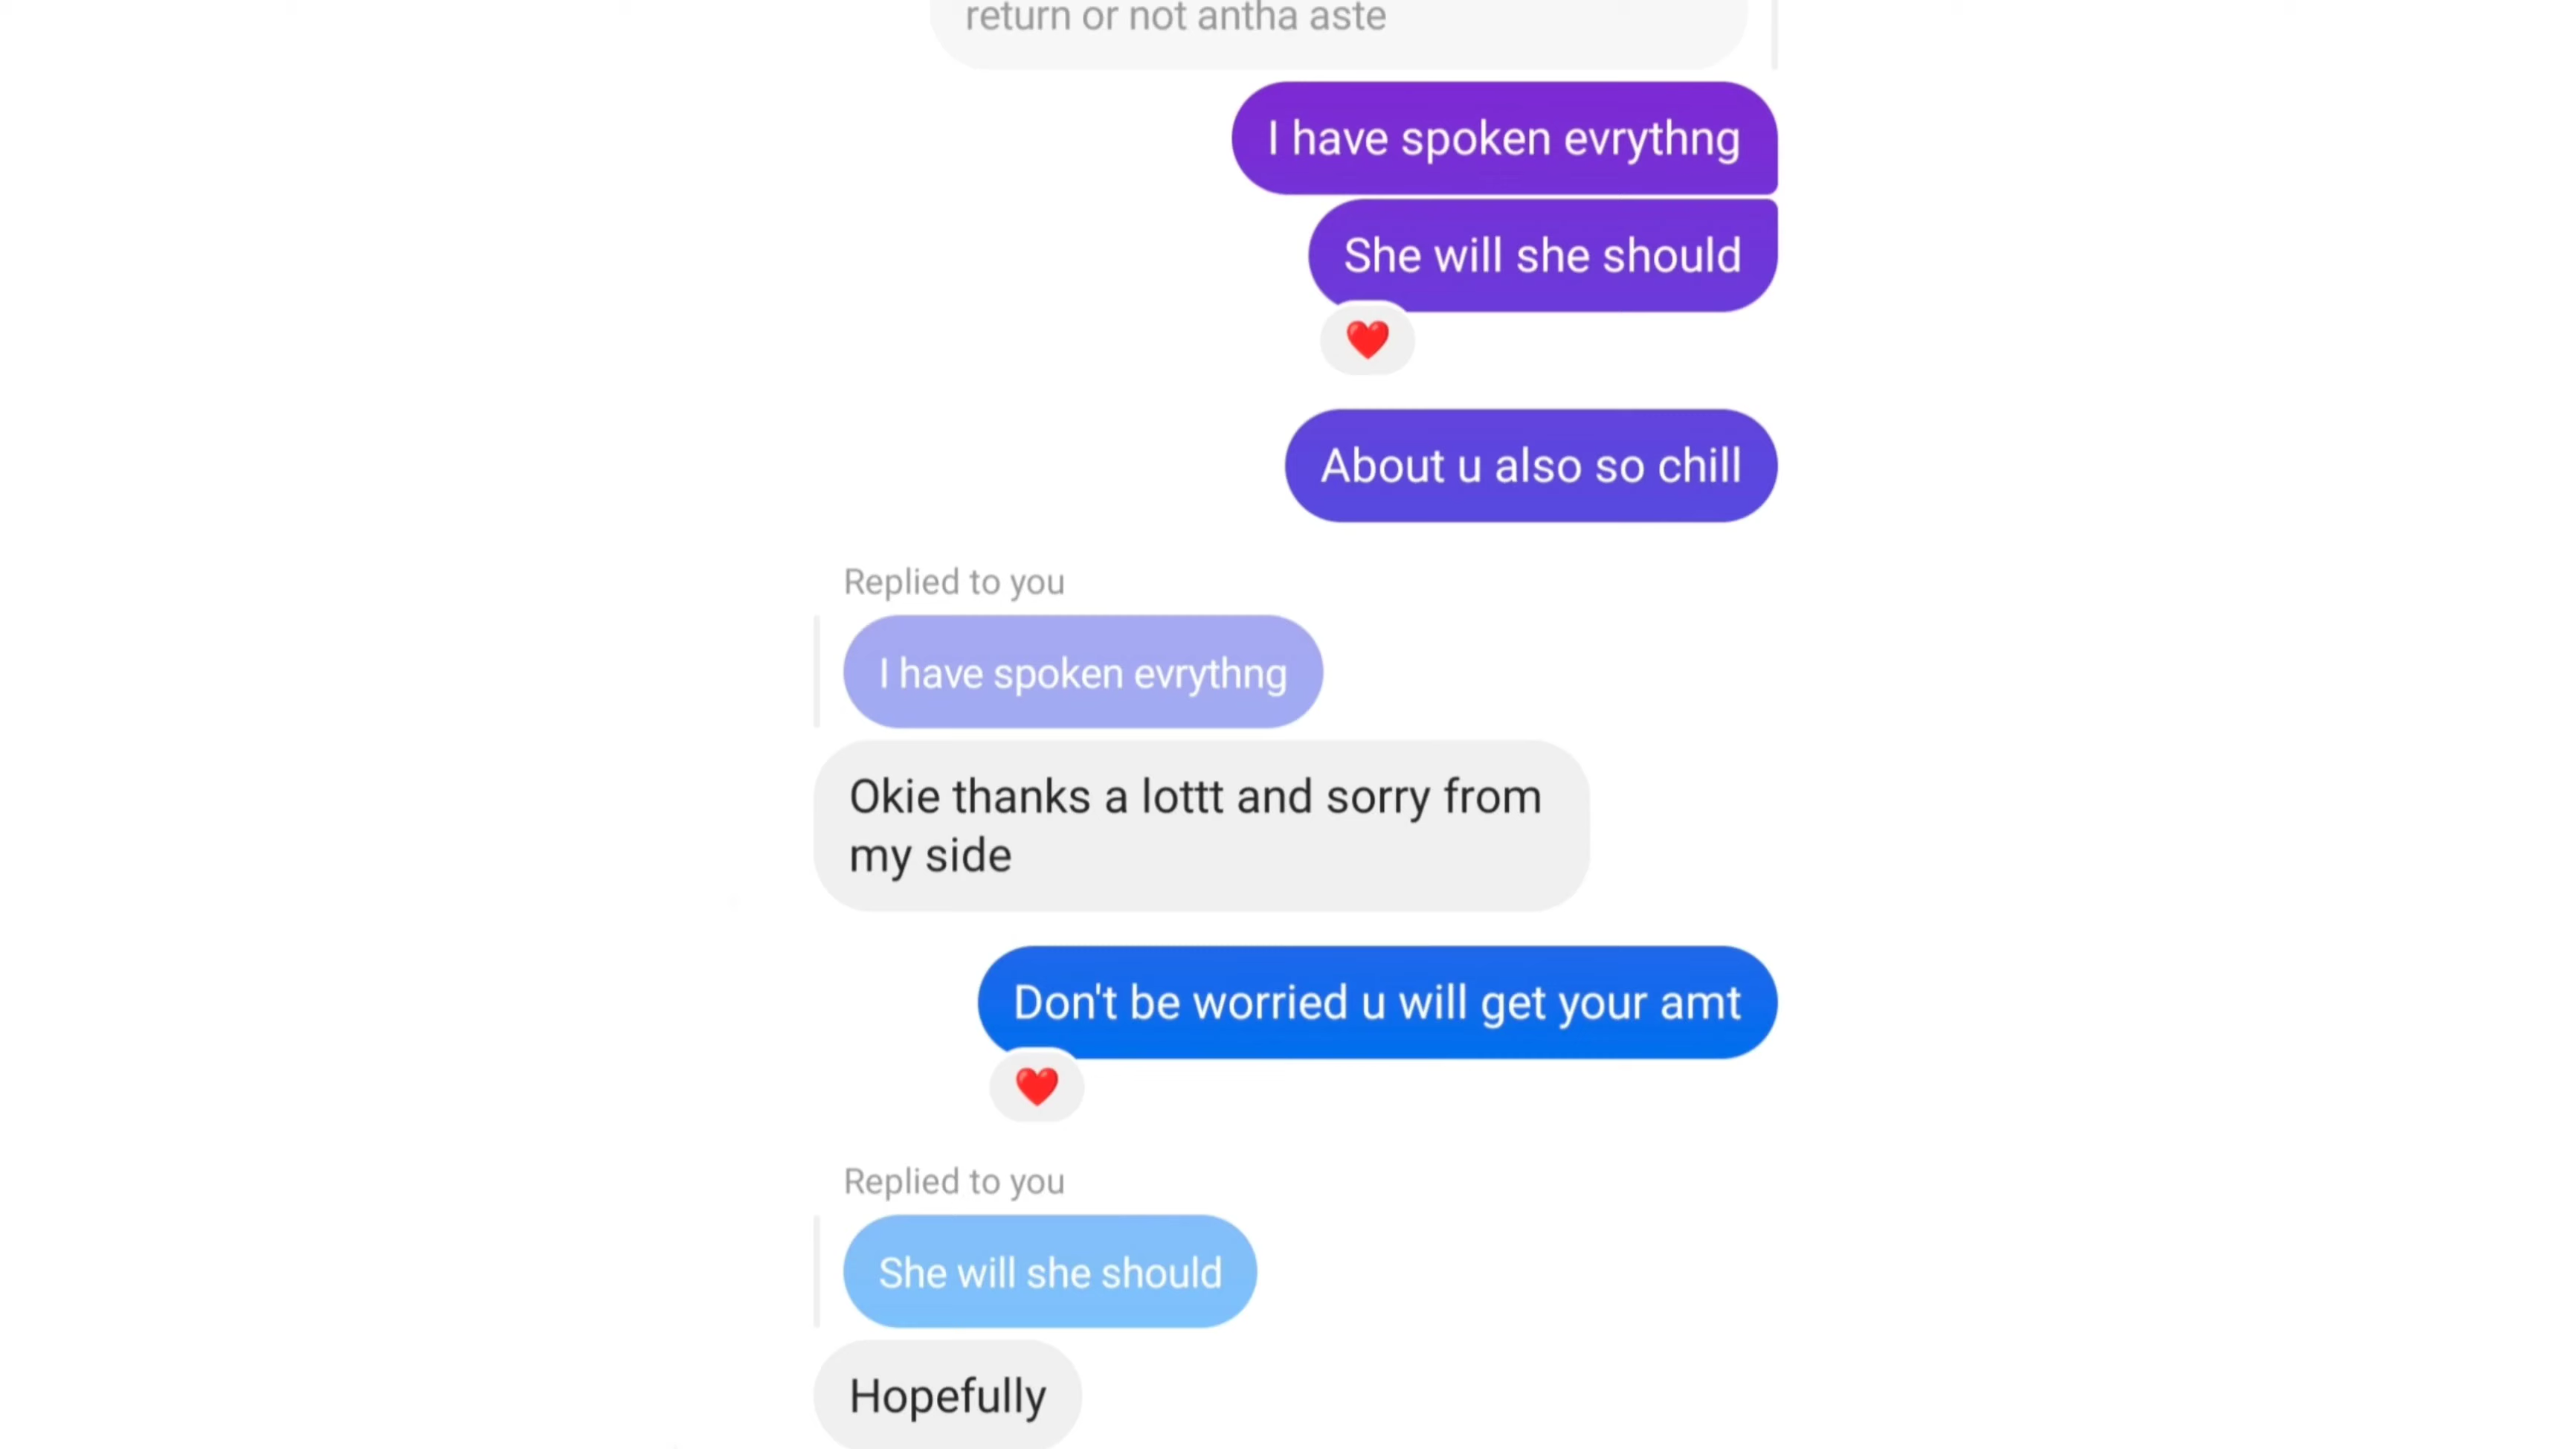 return or not antha aste
I have spoken evrythng
She will she should
About u also so chill
Replied to you
I have spoken evrythng
Okie thanks a lottt and sorry from
my side
Don't be worried u will get your amt
Replied to you
She will she should
Hopefully